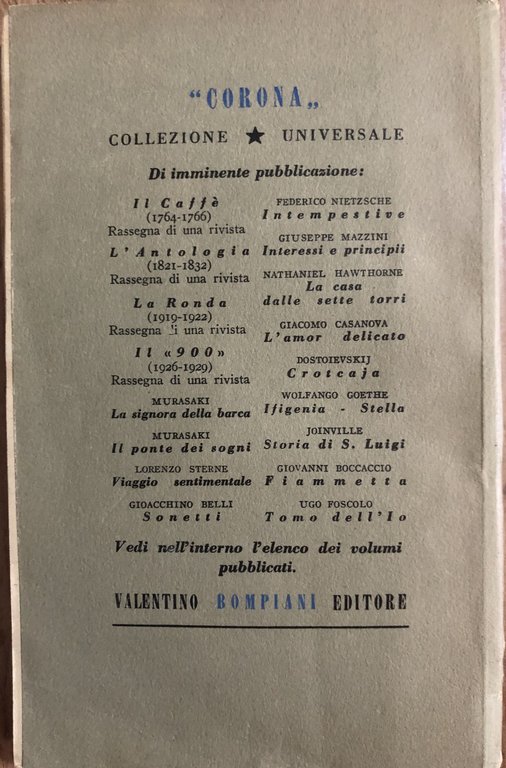 “CORONA„
COLLEZIONE ★ UNIVERSALE
Di imminente pubblicazione:
Il Caffè
(1764-1766)
Rassegna di una rivista
L'Antologia
(1821-1832)
Rassegna di una rivista
La Ronda
(1919-1922)
Rassegna di una rivista
Il «900»
(1926-1929)
Rassegna di una rivista
MURASAKI
La signora della barca
MURASAKI
Il ponte dei sogni
LORENZO STERNE
Viaggio sentimentale
GIOACCHINO BELLI
Sonetti
FEDERICO NIETZSCHE
Intempestive
GIUSEPPE MAZZINI
Interessi e principii
NATHANIEL HAWTHORNE
La casa
dalle sette torri
GIACOMO CASANOVA
L'amor delicato
DOSTOIEVSKIJ
Crotcaja
WOLFANGO GOETHE
Ifigenia - Stella
JOINVILLE
Storia di S. Luigi
GIOVANNI BOCCACCIO
Fiammetta
UGO FOSCOLO
Tomo dell'Io
Vedi nell'interno l'elenco dei volumi
pubblicati.
VALENTINO BOMPIANI EDITORE